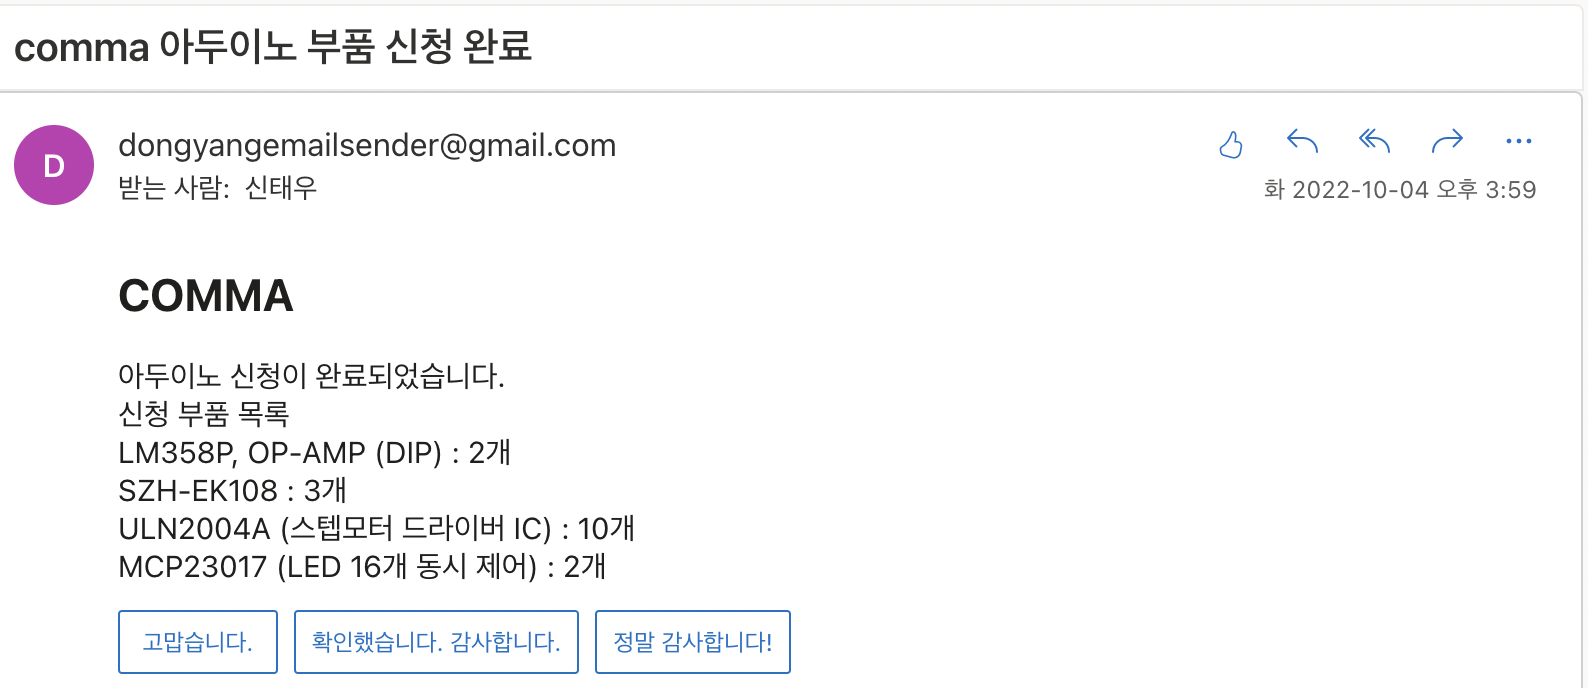 comma 아두이노 부품 신청 완료
D
dongyangemailsender@gmail.com
받는 사람: 신태우
화 2022-10-04 오후 3:59
COMMA
아두이노 신청이 완료되었습니다.
신청 부품 목록
LM358P, OP-AMP (DIP) : 2개
SZH-EK108 : 3개
ULN2004A (스텝모터 드라이버 IC) : 10개
MCP23017 (LED 16개 동시 제어) : 2개
고맙습니다.
확인했습니다. 감사합니다.
정말 감사합니다!